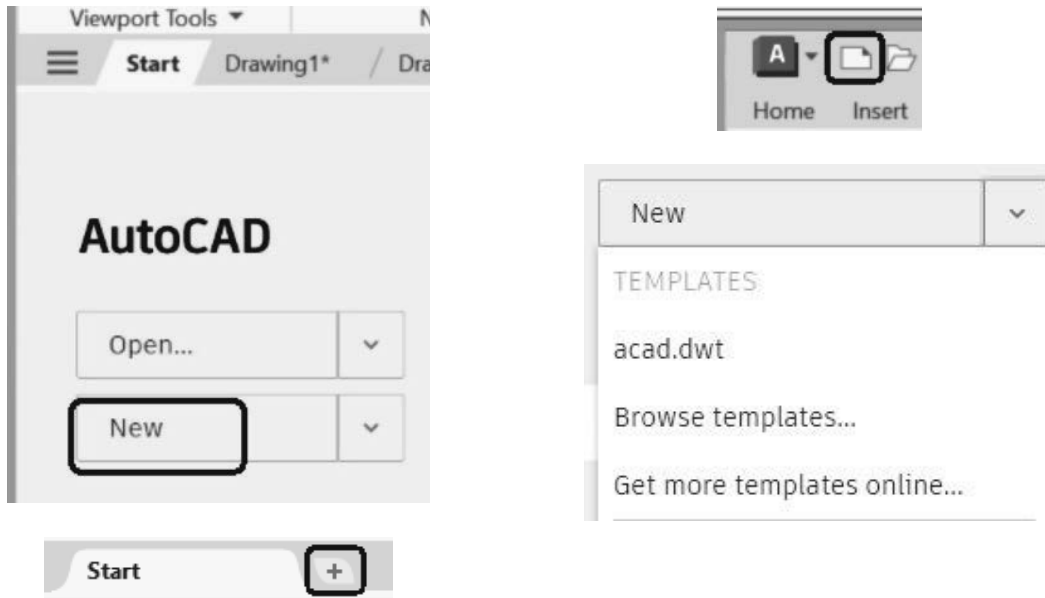 Viewport Tools
N
Start Drawing1* Dra
AutoCAD
Open...
New
Start +
A
Home Insert
New
TEMPLATES
acad.dwt
Browse templates...
Get more templates online...